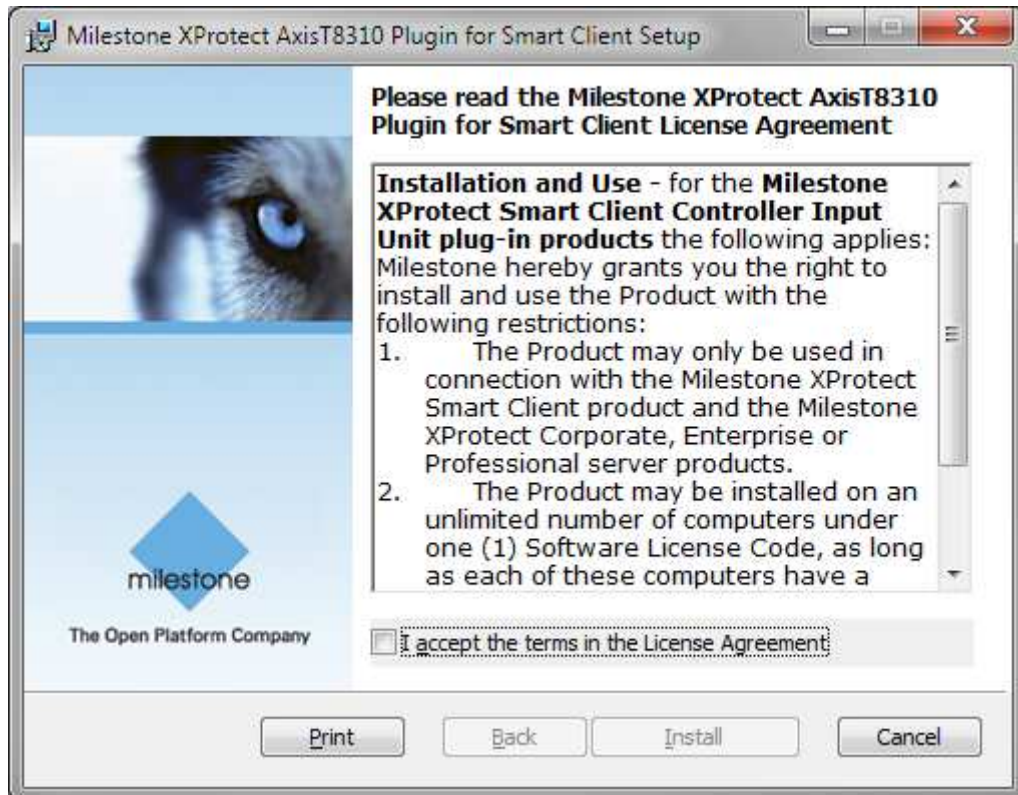 Milestone XProtect AxisT8310 Plugin for Smart Client Setup
Please read the Milestone XProtect AxisT8310
Plugin for Smart Client License Agreement
Installation and Use - for the Milestone
XProtect Smart Client Controller Input
Unit plug-in products the following applies:
Milestone hereby grants you the right to
install and use the Product with the
following restrictions:
1. The Product may only be used in
connection with the Milestone XProtect
Smart Client product and the Milestone
XProtect Corporate, Enterprise or
Professional server products.
2. The Product may be installed on an
unlimited number of computers under
one (1) Software License Code, as long
as each of these computers have a
milestone
The Open Platform Company
I accept the terms in the License Agreement
Print
Back
Install
Cancel